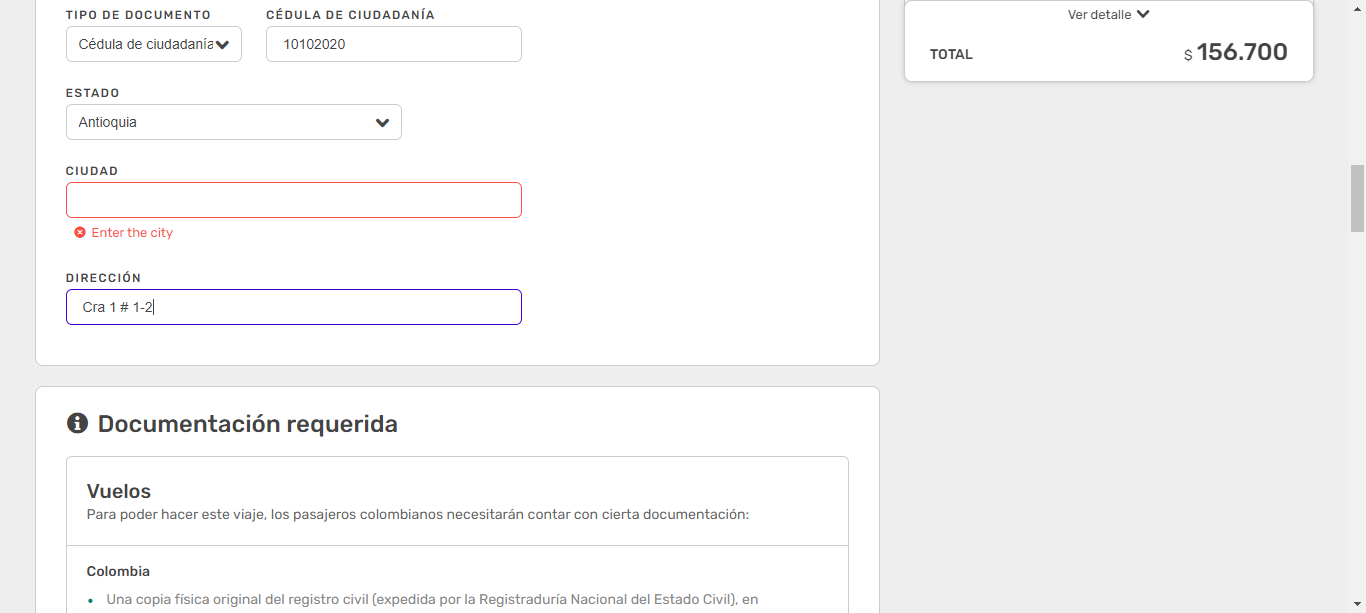 TIPO DE DOCUMENTO
CÉDULA DE CIUDADANÍA
Ver detalle
Cédula de ciudadanía
10102020
TOTAL
$ 156.700
ESTADO
Antioquia
CIUDAD
Enter the city
DIRECCIÓN
Cra 1 # 1-2
Documentación requerida
Vuelos
Para poder hacer este viaje, los pasajeros colombianos necesitarán contar con cierta documentación:
Colombia
• Una copia física original del registro civil (expedida por la Registraduría Nacional del Estado Civil), en